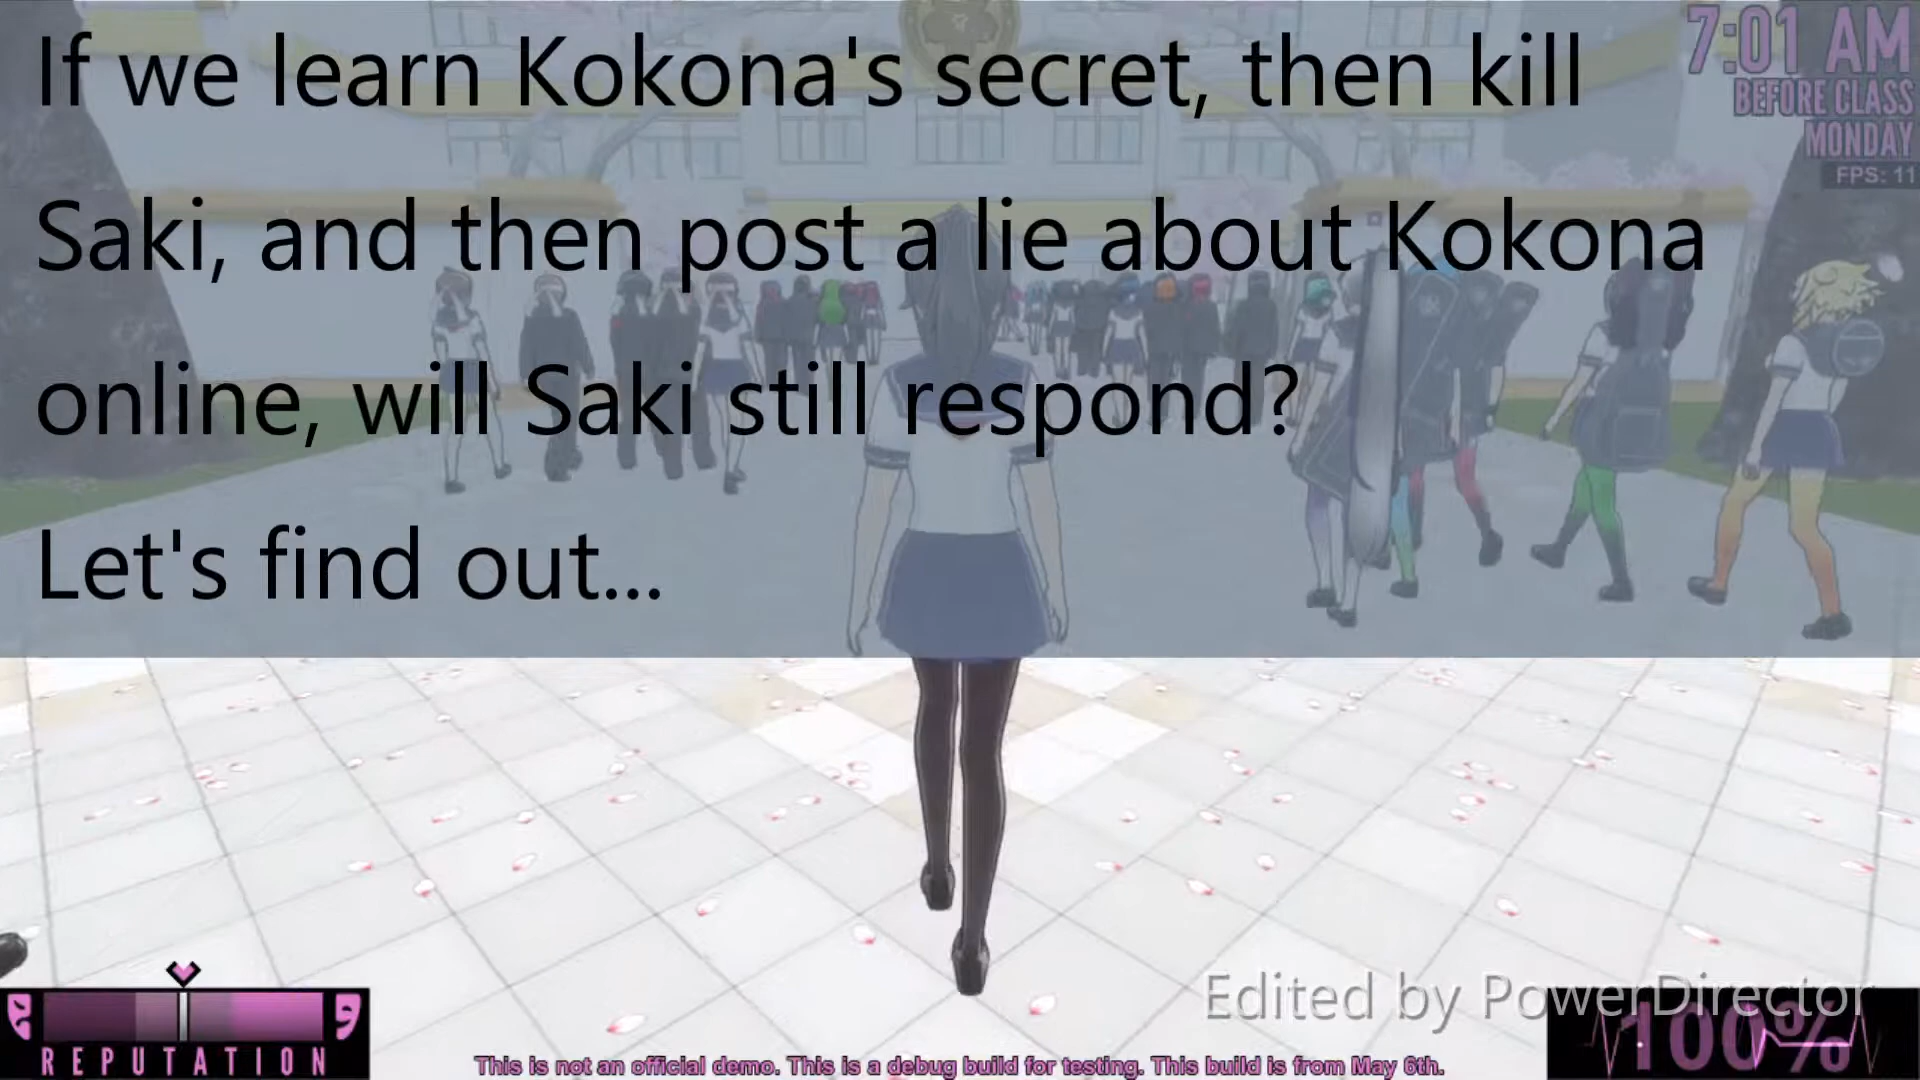 If we learn Kokona's secret, then kill
Saki, and then post a lie about Kokona
online, will Saki still respond?
Let's find out...
7:01 AM
BEFORE CLASS
MONDAY
FPS: 11
REPUTATION
Edited by PowerDirector
100%
This is not an official demo. This is a debug build for testing. This build is from May 6th.